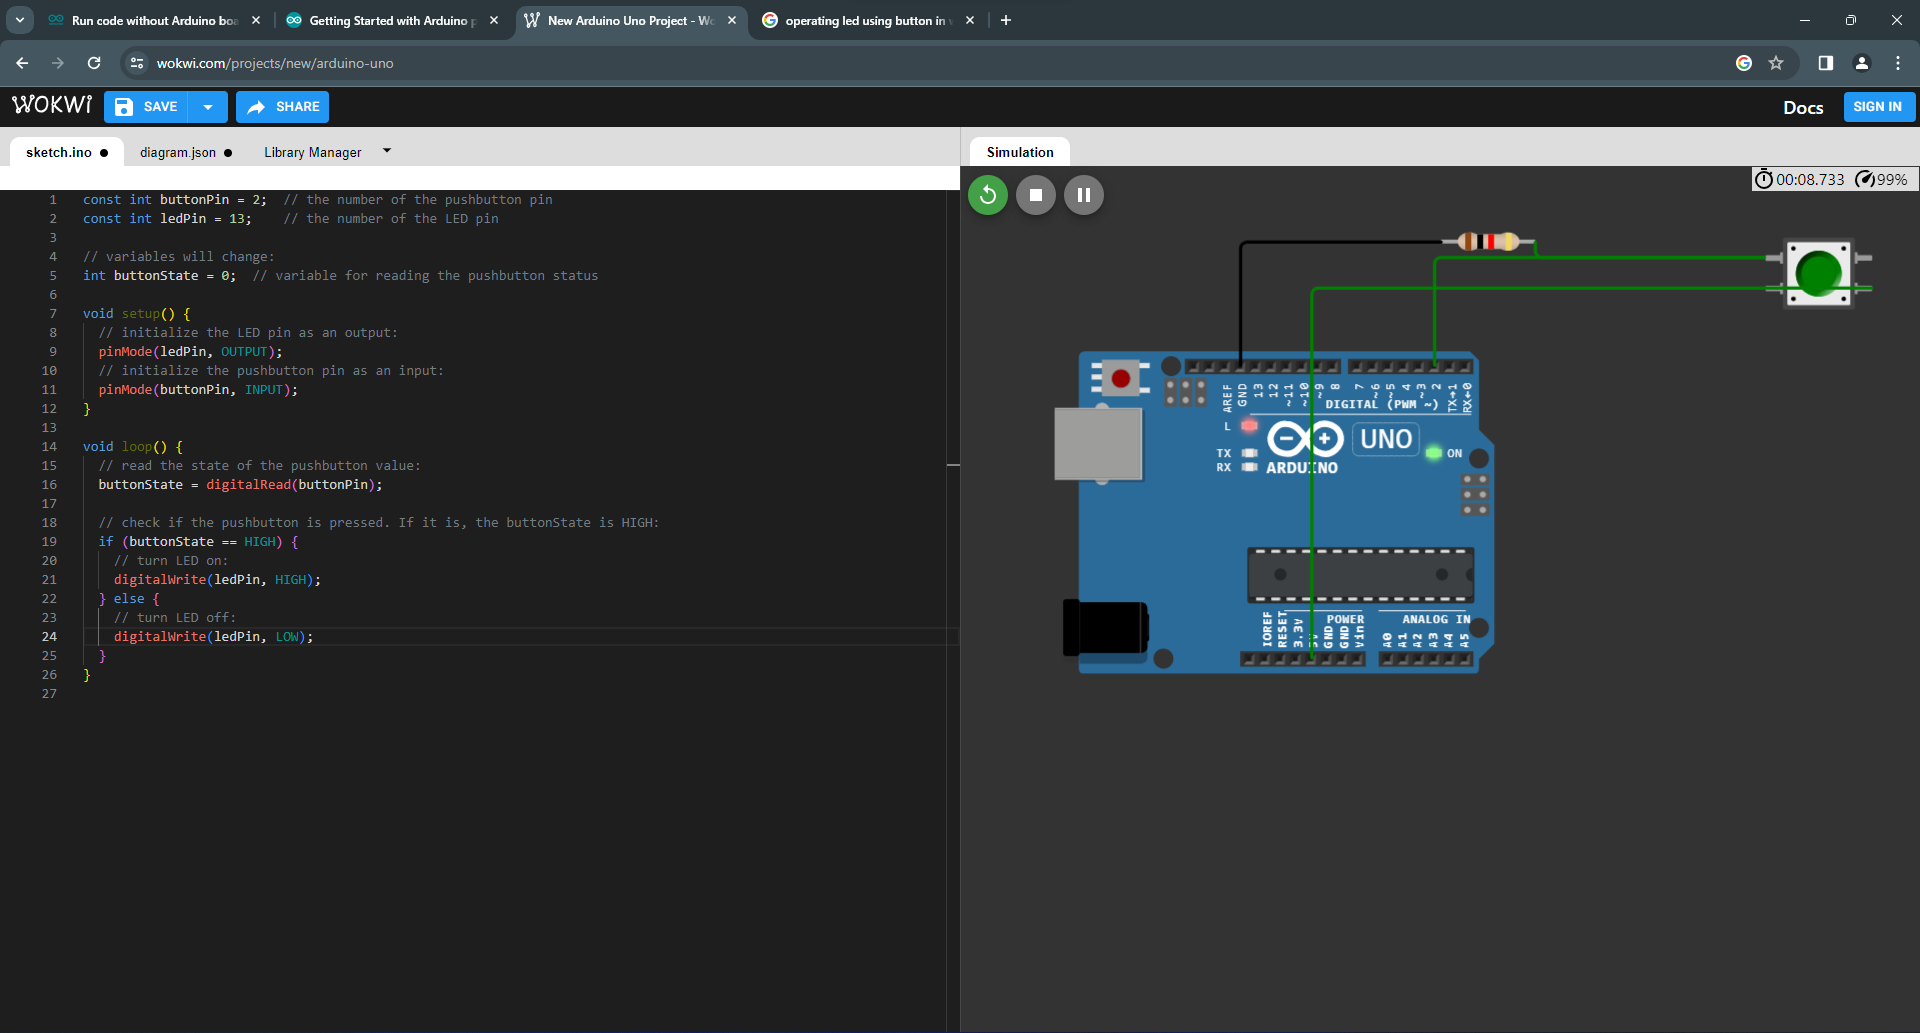 Run code without Arduino boa
Getting Started with Arduino p
New Arduino Uno Project - Wo
operating led using button in w
wokwi.com/projects/new/arduino-uno
WOKWI
SAVE
SHARE
Docs
SIGN IN
sketch.ino
diagram.json
Library Manager
Simulation
00:08.733
99%
1 const int buttonPin = 2;  // the number of the pushbutton pin
2 const int ledPin = 13;    // the number of the LED pin
3
4 // variables will change:
5 int buttonState = 0;  // variable for reading the pushbutton status
6
7 void setup() {
8   // initialize the LED pin as an output:
9   pinMode(ledPin, OUTPUT);
10   // initialize the pushbutton pin as an input:
11   pinMode(buttonPin, INPUT);
12 }
13
14 void loop() {
15   // read the state of the pushbutton value:
16   buttonState = digitalRead(buttonPin);
17
18   // check if the pushbutton is pressed. If it is, the buttonState is HIGH:
19   if (buttonState == HIGH) {
20     // turn LED on:
21     digitalWrite(ledPin, HIGH);
22   } else {
23     // turn LED off:
24     digitalWrite(ledPin, LOW);
25   }
26 }
27
AREF
GND
13
12
~11
~10
~9
8
7
~6
~5
4
~3
2
TX→1
RX←0
DIGITAL (PWM ~)
L
UNO
TX
RX
ARDUINO
ON
IOREF
RESET
3.3V
5V
GND
GND
Vin
POWER
ANALOG IN
A0
A1
A2
A3
A4
A5